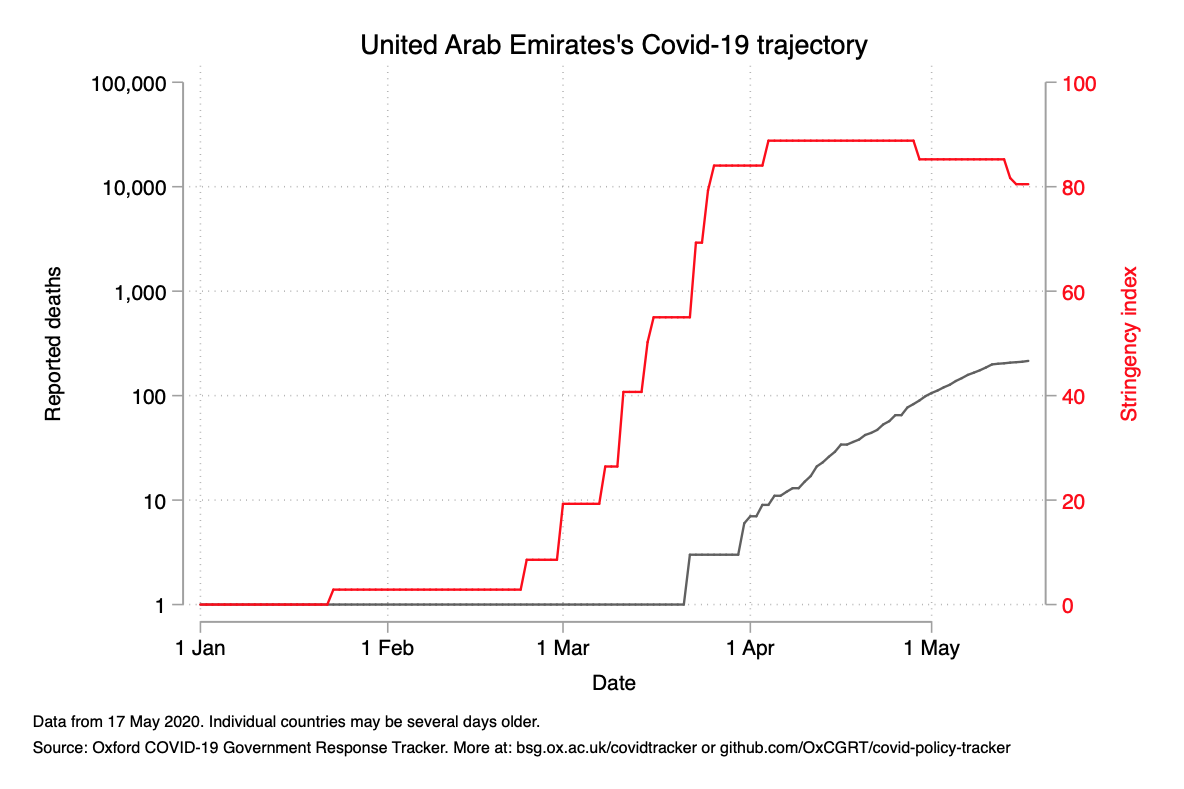 United Arab Emirates's Covid-19 trajectory
100,000
10,000
1,000
100
10
1
Reported deaths
100
80
60
40
20
0
Stringency index
1 Jan
1 Feb
1 Mar
1 Apr
1 May
Date
Data from 17 May 2020. Individual countries may be several days older.
Source: Oxford COVID-19 Government Response Tracker. More at: bsg.ox.ac.uk/covidtracker or github.com/OxCGRT/covid-policy-tracker